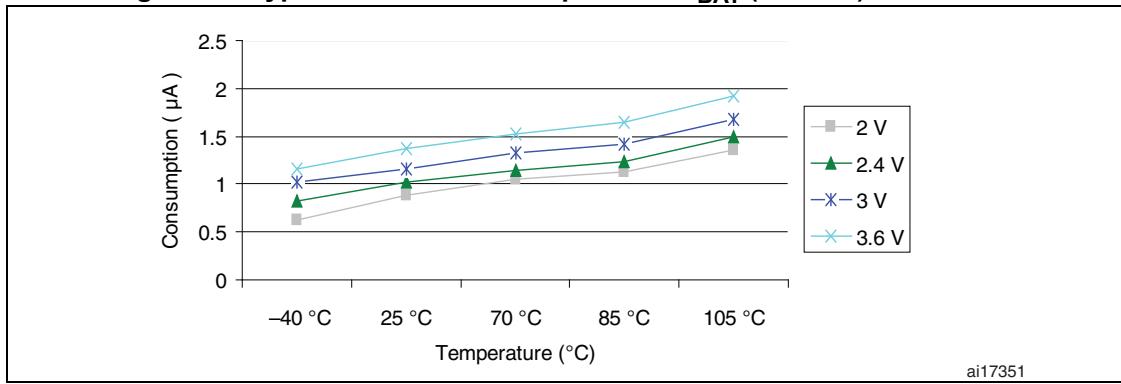 2.5
2
1.5
1
0.5
0
Consumption ( µA )
–40 °C 25 °C 70 °C 85 °C 105 °C
Temperature (°C)
2 V
2.4 V
3 V
3.6 V
ai17351